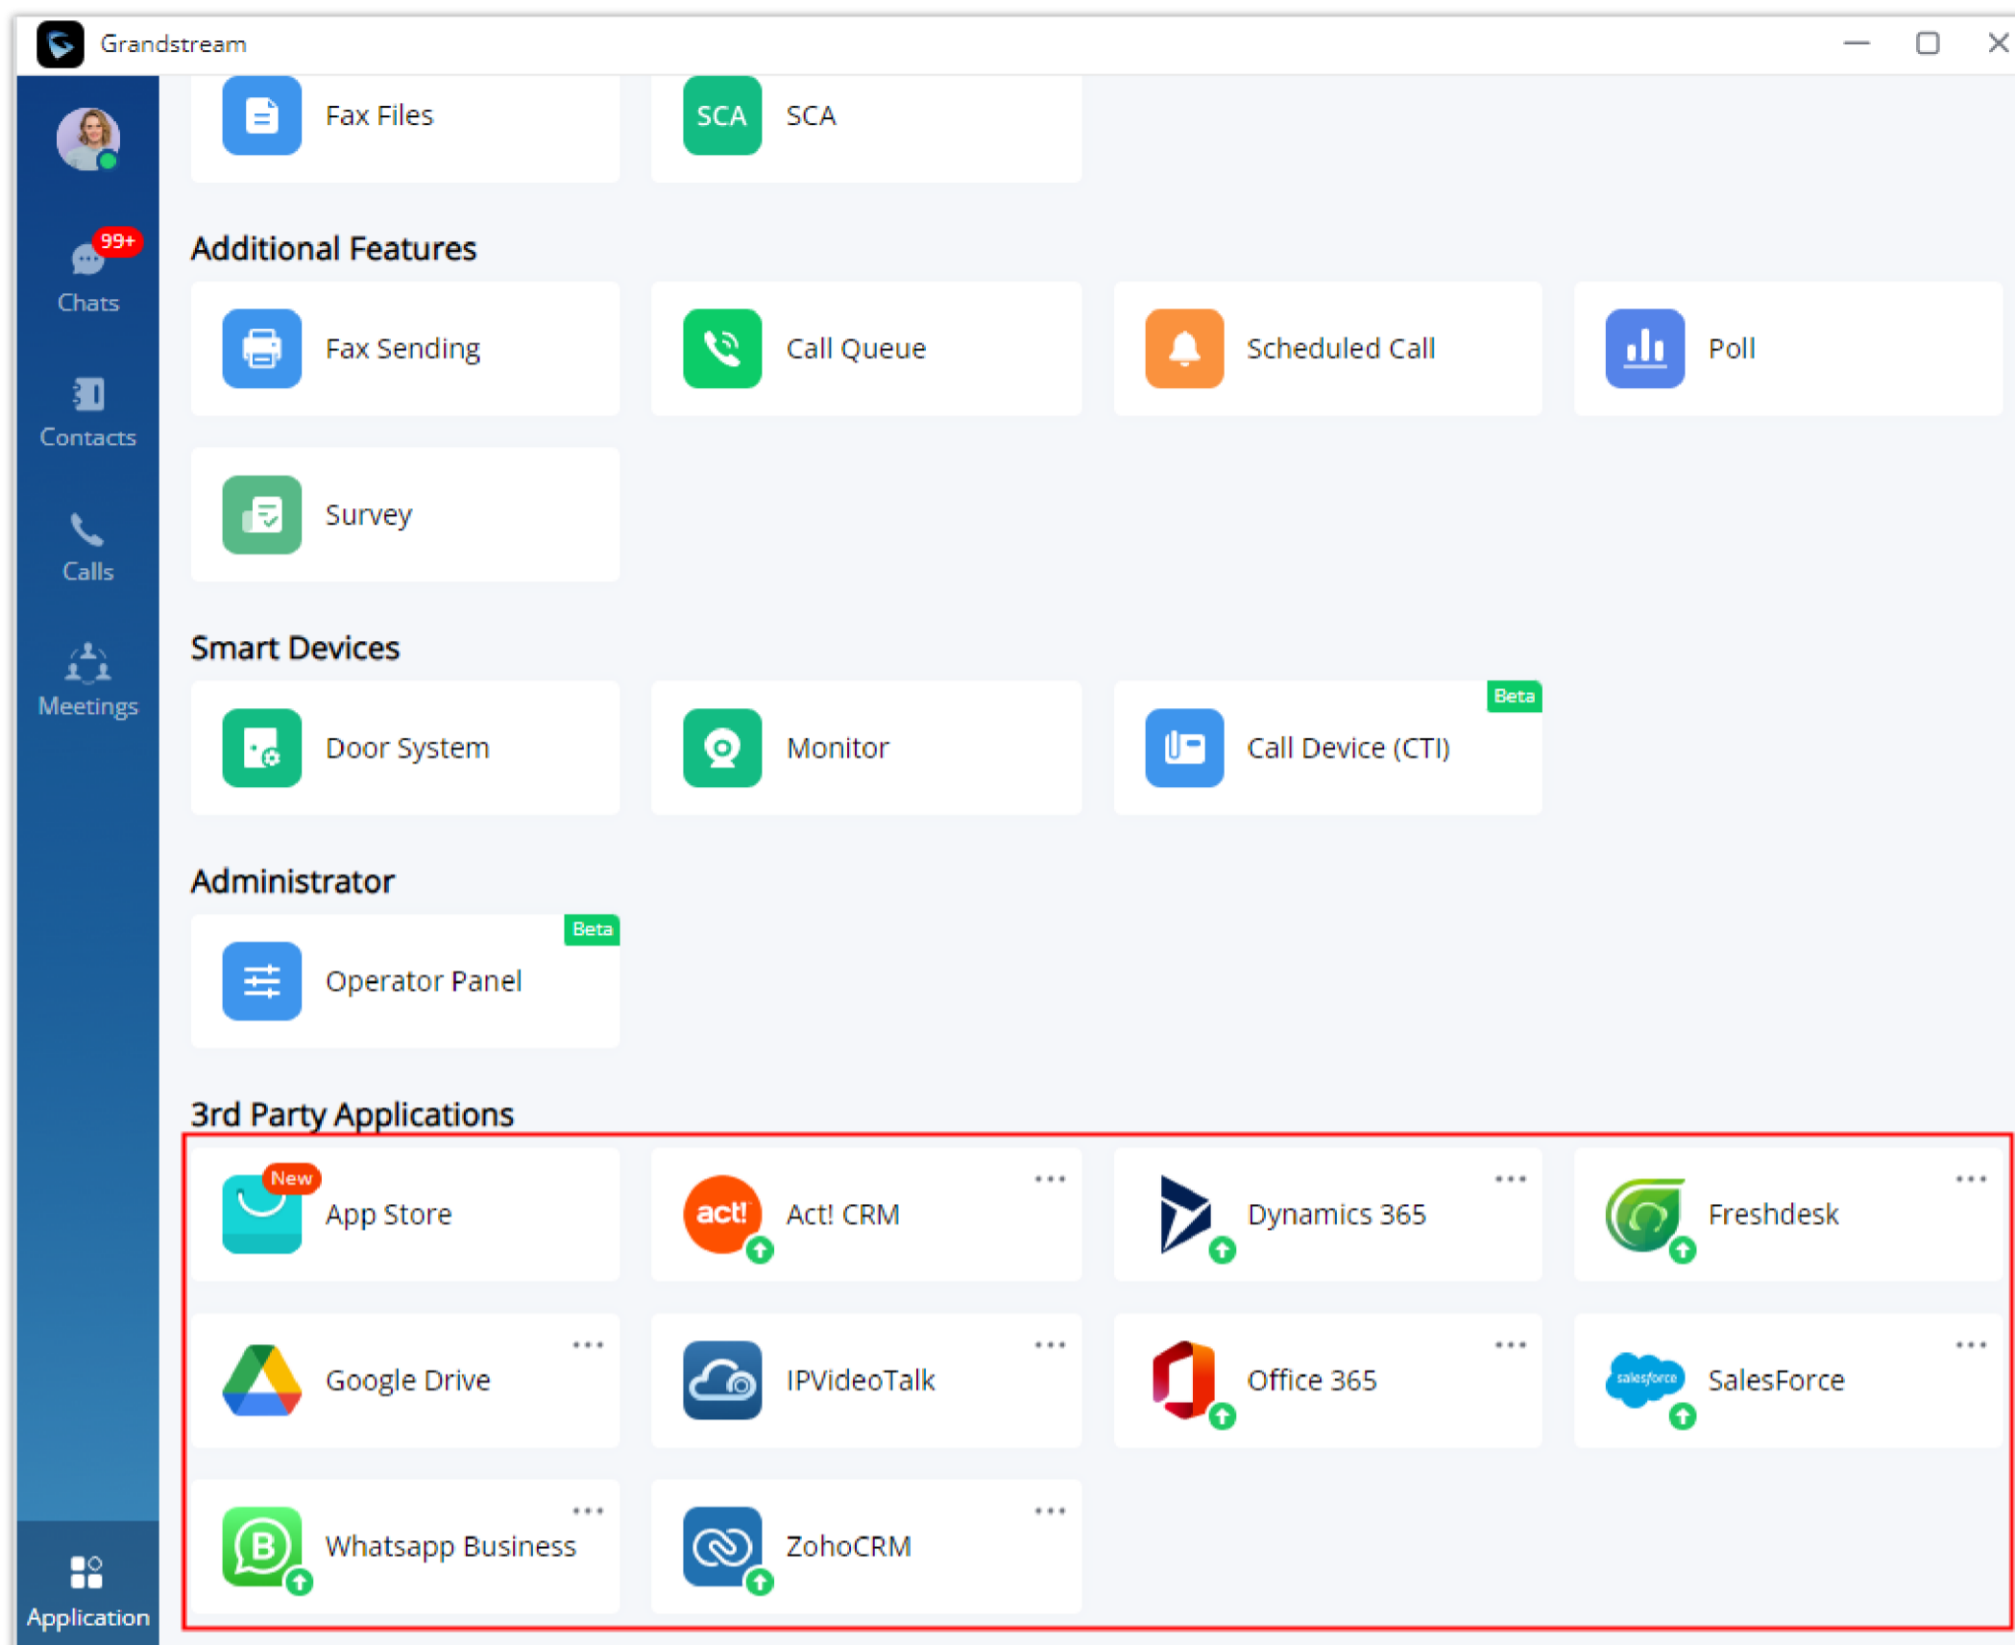 Grandstream
Fax Files
SCA
SCA
99+
Chats
Contacts
Calls
Meetings
Application
Additional Features
Fax Sending
Call Queue
Scheduled Call
Poll
Survey
Smart Devices
Door System
Monitor
Call Device (CTI)
Beta
Administrator
Operator Panel
Beta
3rd Party Applications
New
App Store
act!
Act! CRM
Dynamics 365
Freshdesk
Google Drive
IPVideoTalk
Office 365
salesforce
SalesForce
B
Whatsapp Business
ZohoCRM